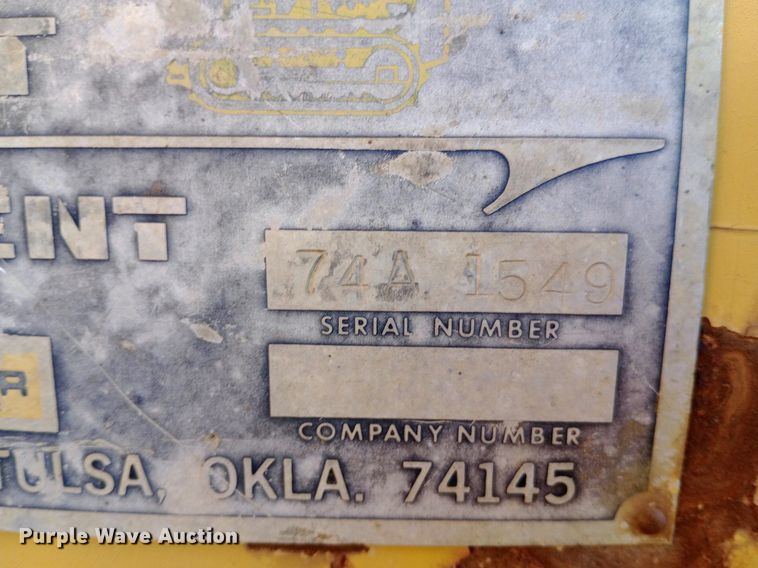 T
ENT
74A 1549
SERIAL NUMBER
R
COMPANY NUMBER
TULSA, OKLA. 74145
Purple Wave Auction